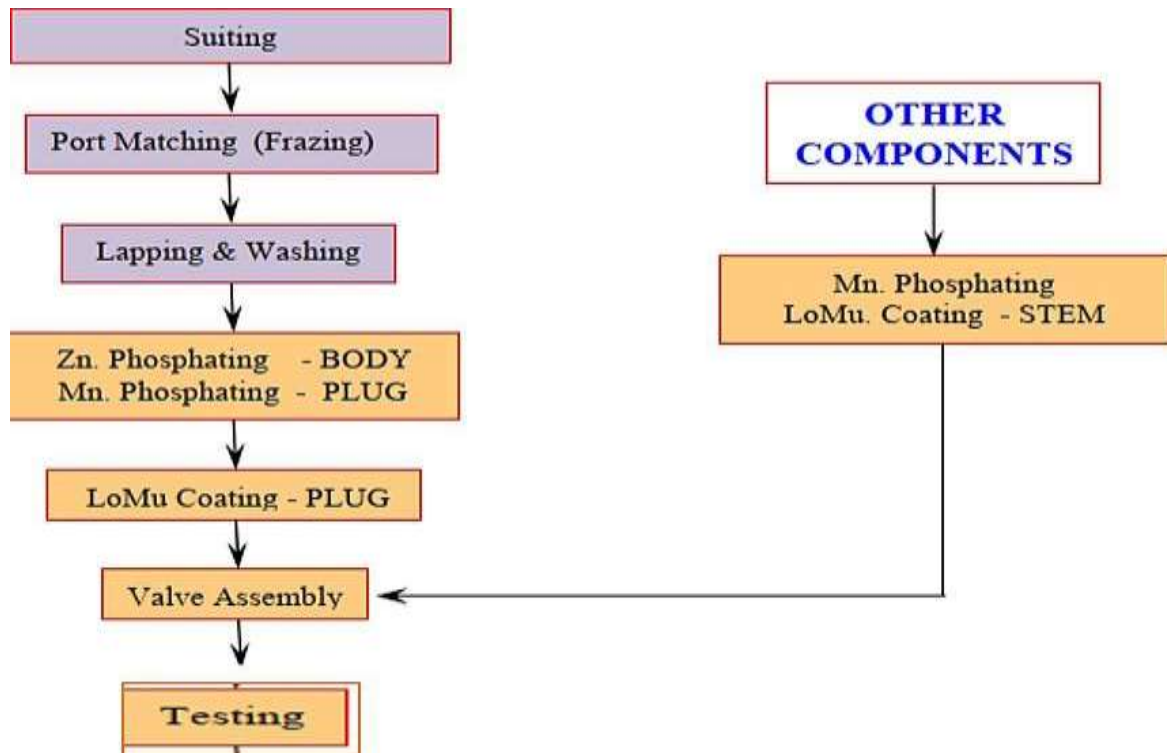 Suiting
Port Matching (Frazing)
Lapping & Washing
Zn. Phosphating - BODY
Mn. Phosphating - PLUG
LoMu Coating - PLUG
Valve Assembly
Testing
OTHER
COMPONENTS
Mn. Phosphating
LoMu. Coating - STEM